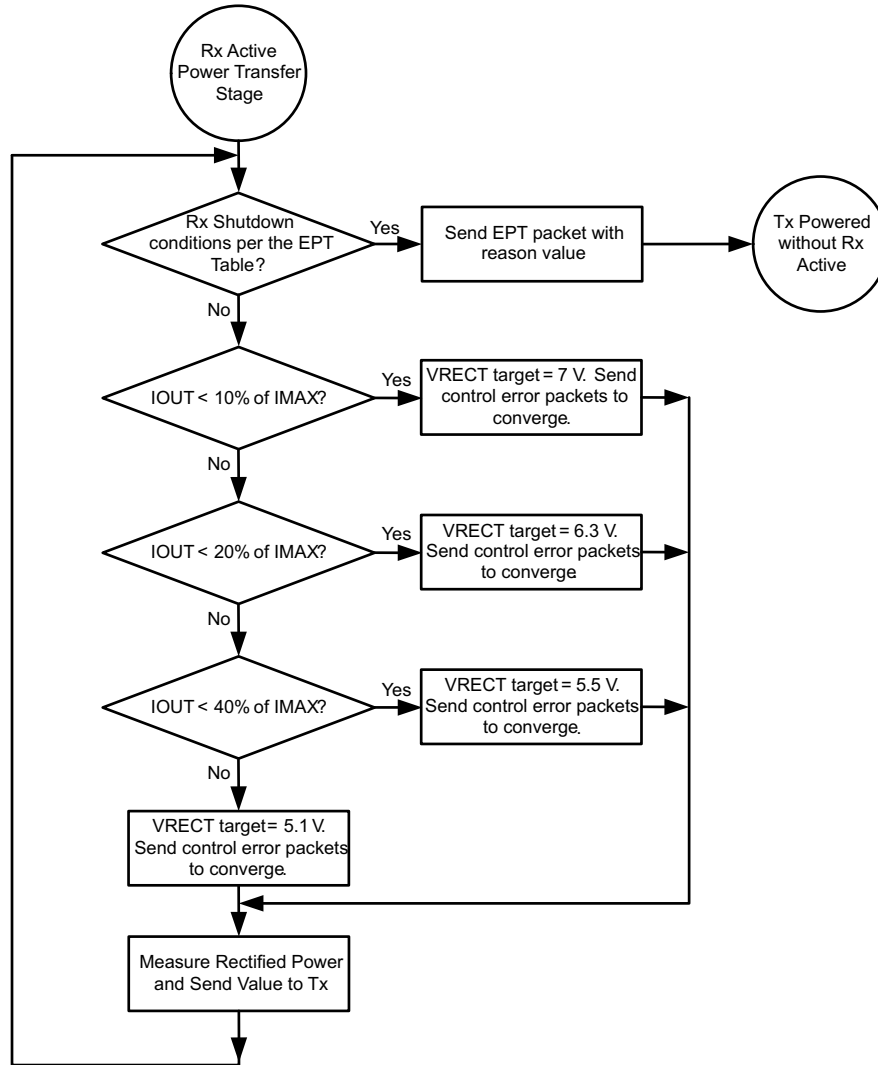 Rx Active
Power Transfer
Stage
Rx Shutdown
conditions per the EPT
Table?
Yes
Send EPT packet with
reason value
Tx Powered
without Rx
Active
No
IOUT < 10% of IMAX?
Yes
VRECT target = 7 V. Send
control error packets to
converge.
No
IOUT < 20% of IMAX?
Yes
VRECT target = 6.3 V.
Send control error packets
to converge.
No
IOUT < 40% of IMAX?
Yes
VRECT target = 5.5 V.
Send control error packets
to converge.
No
VRECT target = 5.1 V.
Send control error packets
to converge.
Measure Rectified Power
and Send Value to Tx